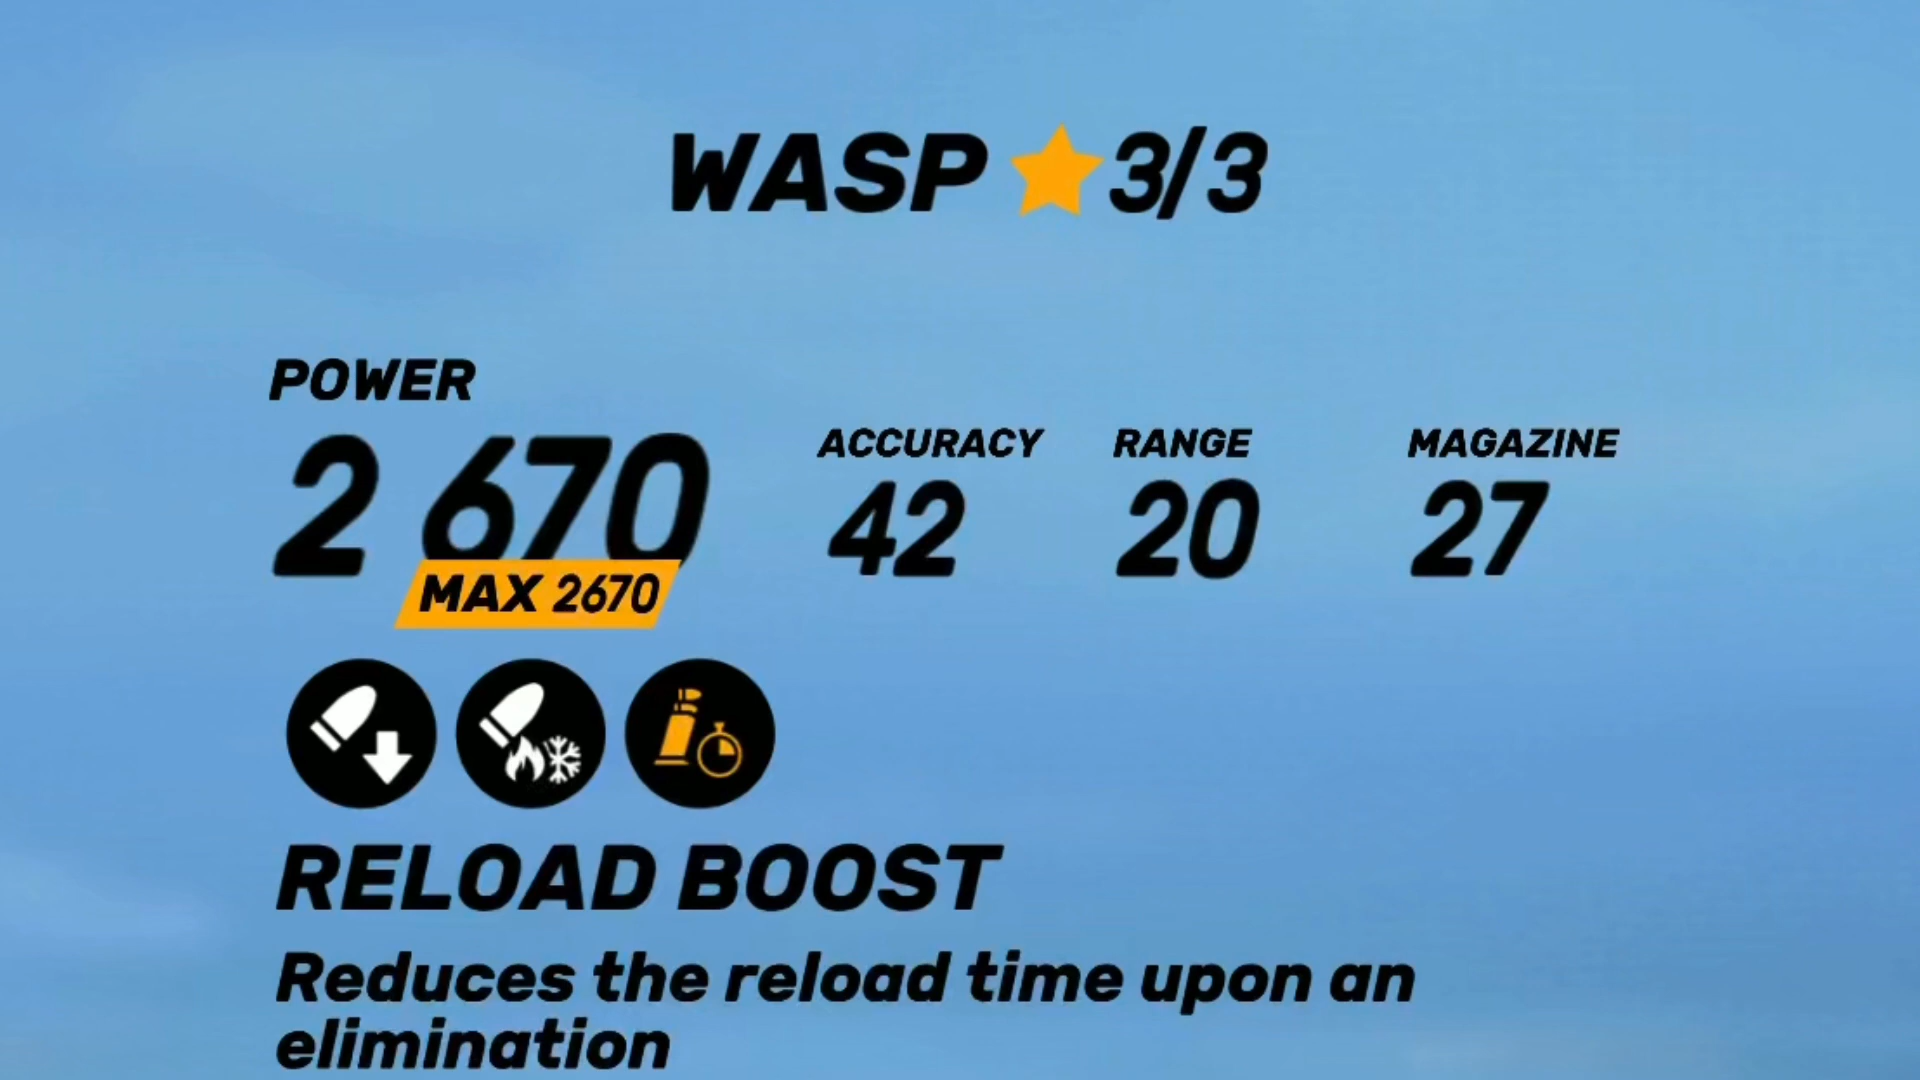 WASP ★ 3/3
POWER
2 670
MAX 2670
ACCURACY
42
RANGE
20
MAGAZINE
27
RELOAD BOOST
Reduces the reload time upon an
elimination